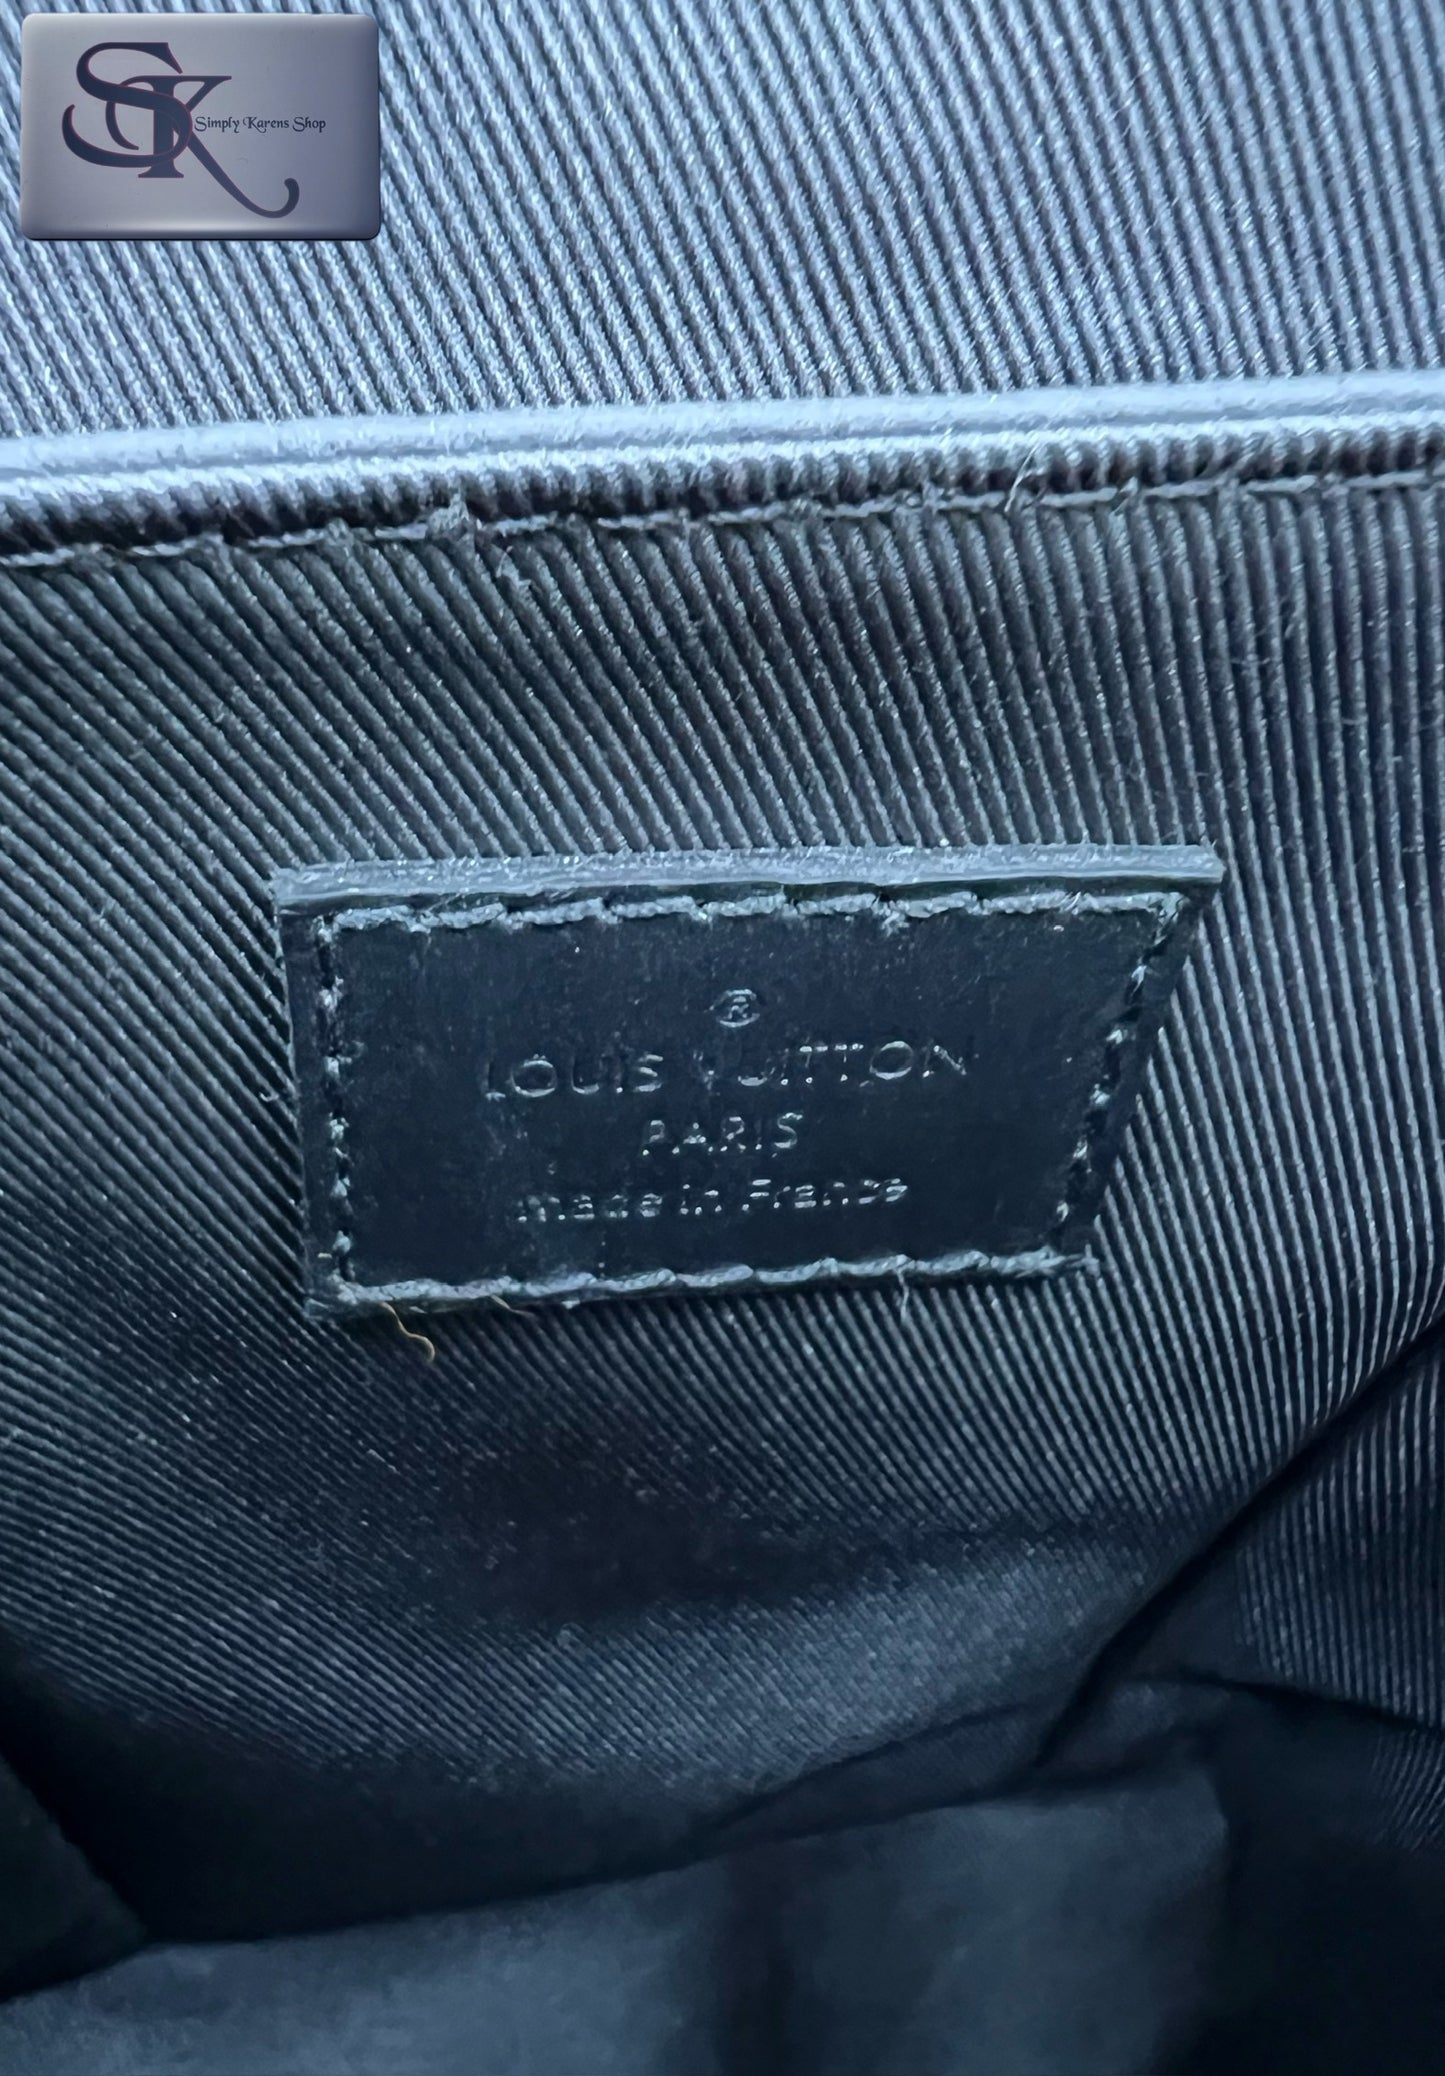 SK
Simply Karens Shop
®
LOUIS VUITTON
PARIS
made in France